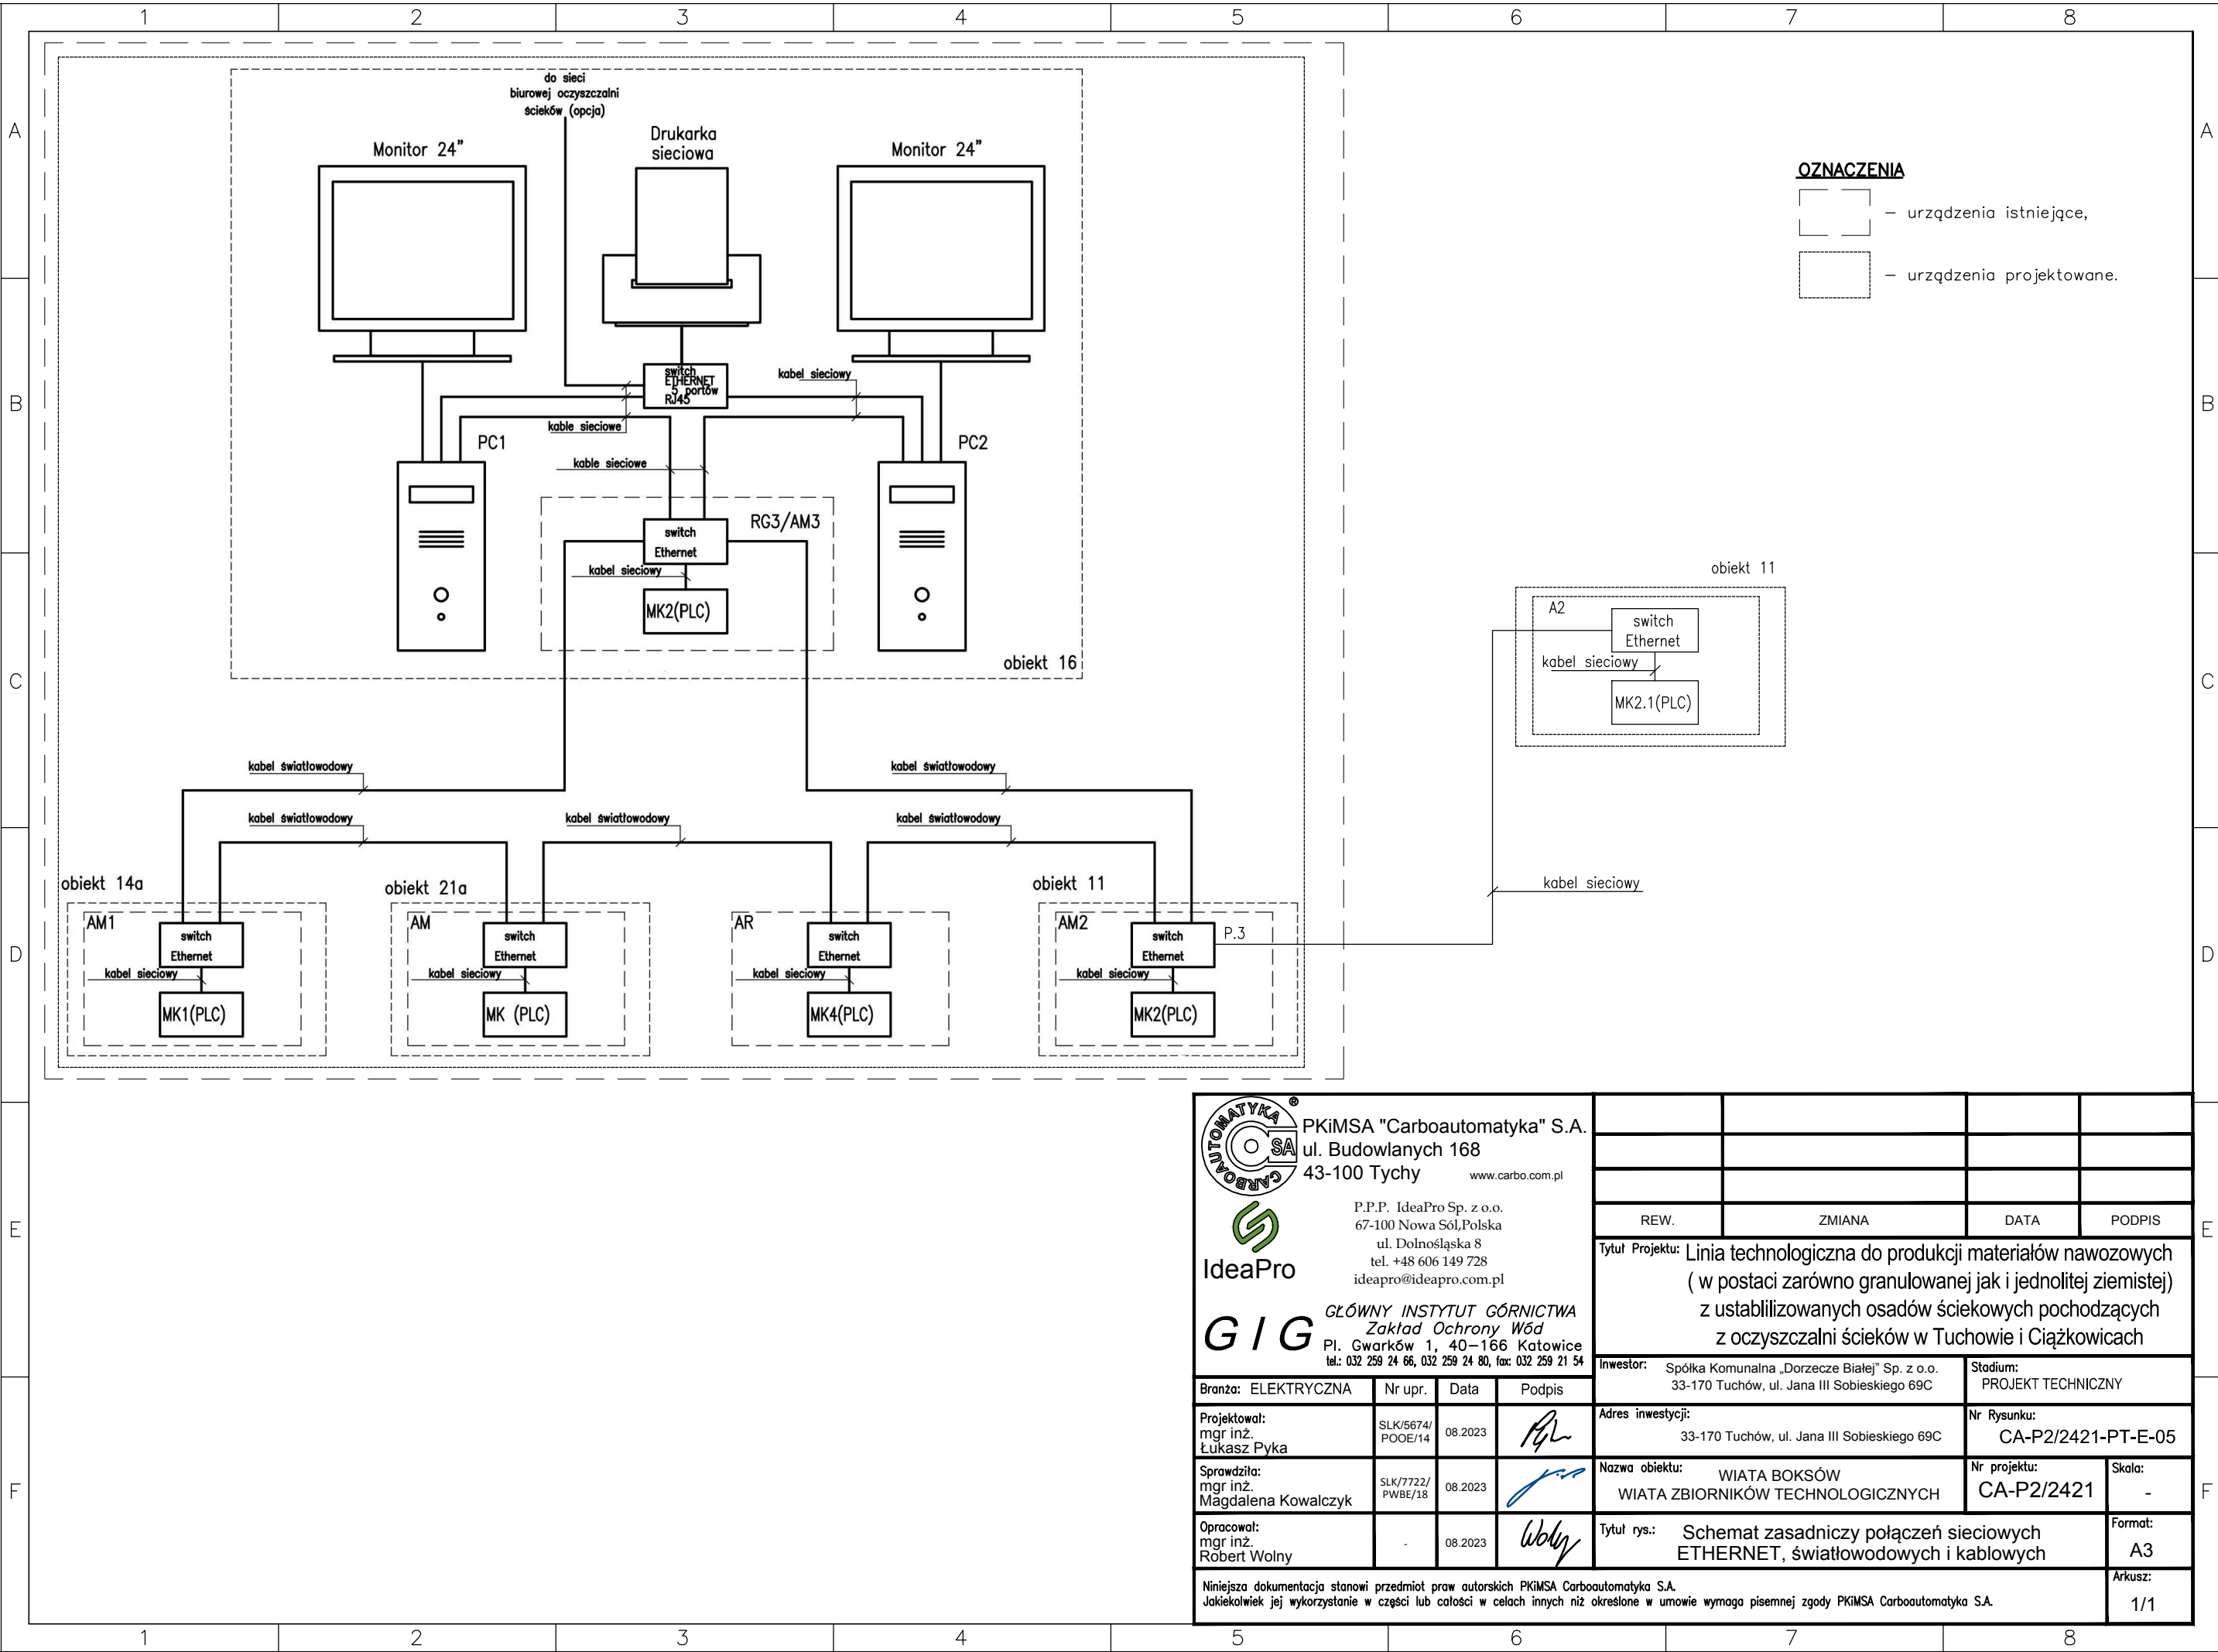 1 2 3 4 5 6 7 8
A A
B B
C C
D D
E E
F F
do sieci
biurowej oczyszczalni
ścieków (opcja)
Monitor 24”
Drukarka
sieciowa
Monitor 24”
OZNACZENIA
– urządzenia istniejące,
– urządzenia projektowane.
switch
ETHERNET
5 portów
RJ45
kabel sieciowy
kable sieciowe
PC1
PC2
kable sieciowe
RG3/AM3
switch
Ethernet
kabel sieciowy
MK2(PLC)
obiekt 16
obiekt 11
A2
switch
Ethernet
kabel sieciowy
MK2.1(PLC)
kabel światłowodowy
kabel światłowodowy
kabel światłowodowy
kabel światłowodowy
kabel światłowodowy
kabel sieciowy
obiekt 14a
AM1
switch
Ethernet
kabel sieciowy
MK1(PLC)
obiekt 21a
AM
switch
Ethernet
kabel sieciowy
MK (PLC)
AR
switch
Ethernet
kabel sieciowy
MK4(PLC)
obiekt 11
AM2
switch
Ethernet
P.3
kabel sieciowy
MK2(PLC)
CARBOAUTOMATYKA SA ®
PKiMSA "Carboautomatyka" S.A.
ul. Budowlanych 168
43-100 Tychy www.carbo.com.pl
IdeaPro
P.P.P. IdeaPro Sp. z o.o.
67-100 Nowa Sól,Polska
ul. Dolnośląska 8
tel. +48 606 149 728
ideapro@ideapro.com.pl
G I G
GŁÓWNY INSTYTUT GÓRNICTWA
Zakład Ochrony Wód
Pl. Gwarków 1, 40–166 Katowice
tel.: 032 259 24 66, 032 259 24 80, fax: 032 259 21 54
REW. ZMIANA DATA PODPIS
Tytuł Projektu: Linia technologiczna do produkcji materiałów nawozowych
( w postaci zarówno granulowanej jak i jednolitej ziemistej)
z ustablilizowanych osadów ściekowych pochodzących
z oczyszczalni ścieków w Tuchowie i Ciążkowicach
Inwestor: Spółka Komunalna „Dorzecze Białej” Sp. z o.o.
33-170 Tuchów, ul. Jana III Sobieskiego 69C
Stadium:
PROJEKT TECHNICZNY
Branża: ELEKTRYCZNA Nr upr. Data Podpis
Projektował:
mgr inż.
Łukasz Pyka
SLK/5674/
POOE/14
08.2023
Adres inwestycji:
33-170 Tuchów, ul. Jana III Sobieskiego 69C
Nr Rysunku:
CA-P2/2421-PT-E-05
Sprawdziła:
mgr inż.
Magdalena Kowalczyk
SLK/7722/
PWBE/18
08.2023
Nazwa obiektu: WIATA BOKSÓW
WIATA ZBIORNIKÓW TECHNOLOGICZNYCH
Nr projektu:
CA-P2/2421
Skala:
-
Opracował:
mgr inż.
Robert Wolny
-
08.2023
Wolny
Tytuł rys.: Schemat zasadniczy połączeń sieciowych
ETHERNET, światłowodowych i kablowych
Format:
A3
Niniejsza dokumentacja stanowi przedmiot praw autorskich PKiMSA Carboautomatyka S.A.
Jakiekolwiek jej wykorzystanie w części lub całości w celach innych niż określone w umowie wymaga pisemnej zgody PKiMSA Carboautomatyka S.A.
Arkusz:
1/1
1 2 3 4 5 6 7 8